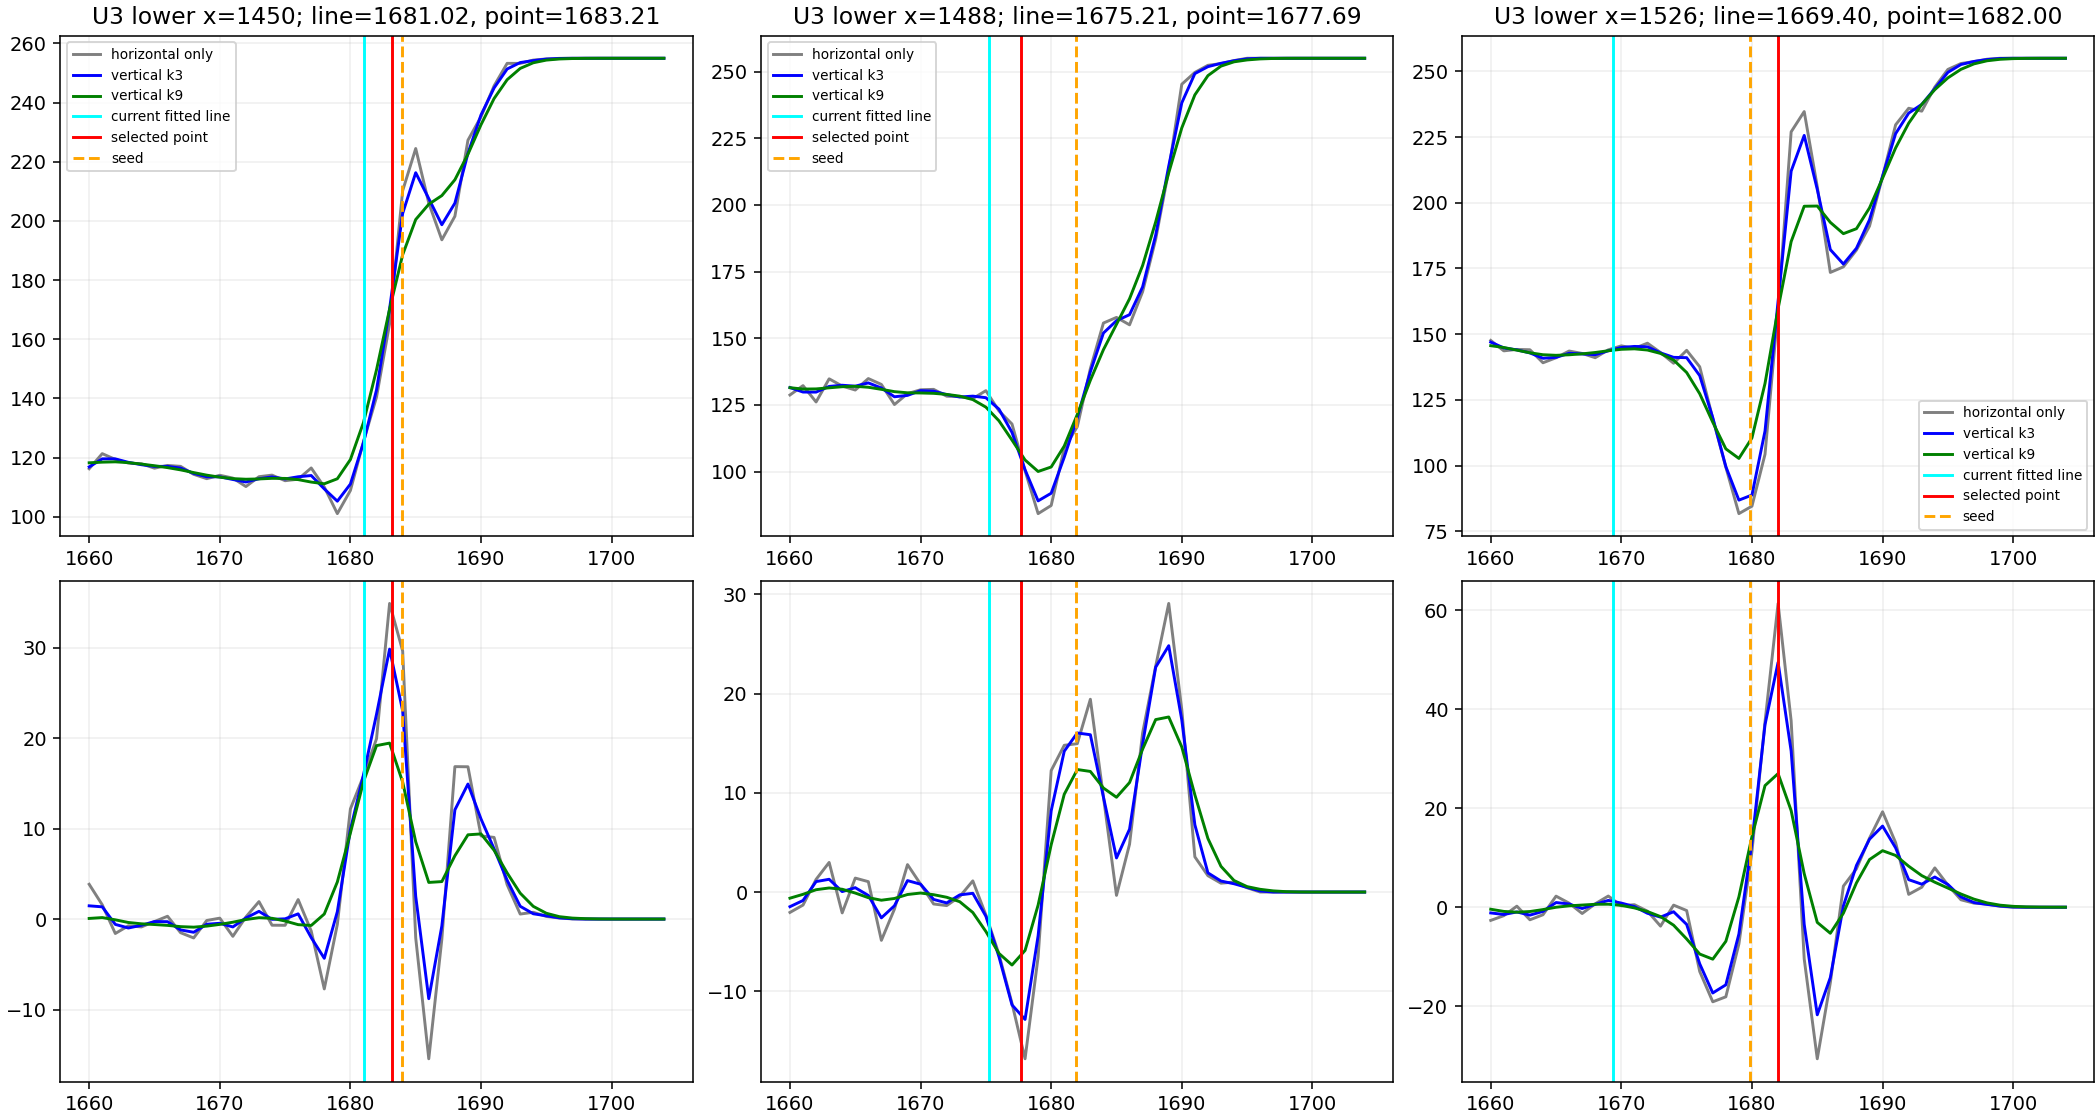 U3 lower x=1450; line=1681.02, point=1683.21
260
240
220
200
180
160
140
120
100
horizontal only
vertical k3
vertical k9
current fitted line
selected point
seed
1660 1670 1680 1690 1700
U3 lower x=1488; line=1675.21, point=1677.69
250
225
200
175
150
125
100
horizontal only
vertical k3
vertical k9
current fitted line
selected point
seed
1660 1670 1680 1690 1700
U3 lower x=1526; line=1669.40, point=1682.00
250
225
200
175
150
125
100
75
horizontal only
vertical k3
vertical k9
current fitted line
selected point
seed
1660 1670 1680 1690 1700
30
20
10
0
−10
1660 1670 1680 1690 1700
30
20
10
0
−10
1660 1670 1680 1690 1700
60
40
20
0
−20
1660 1670 1680 1690 1700